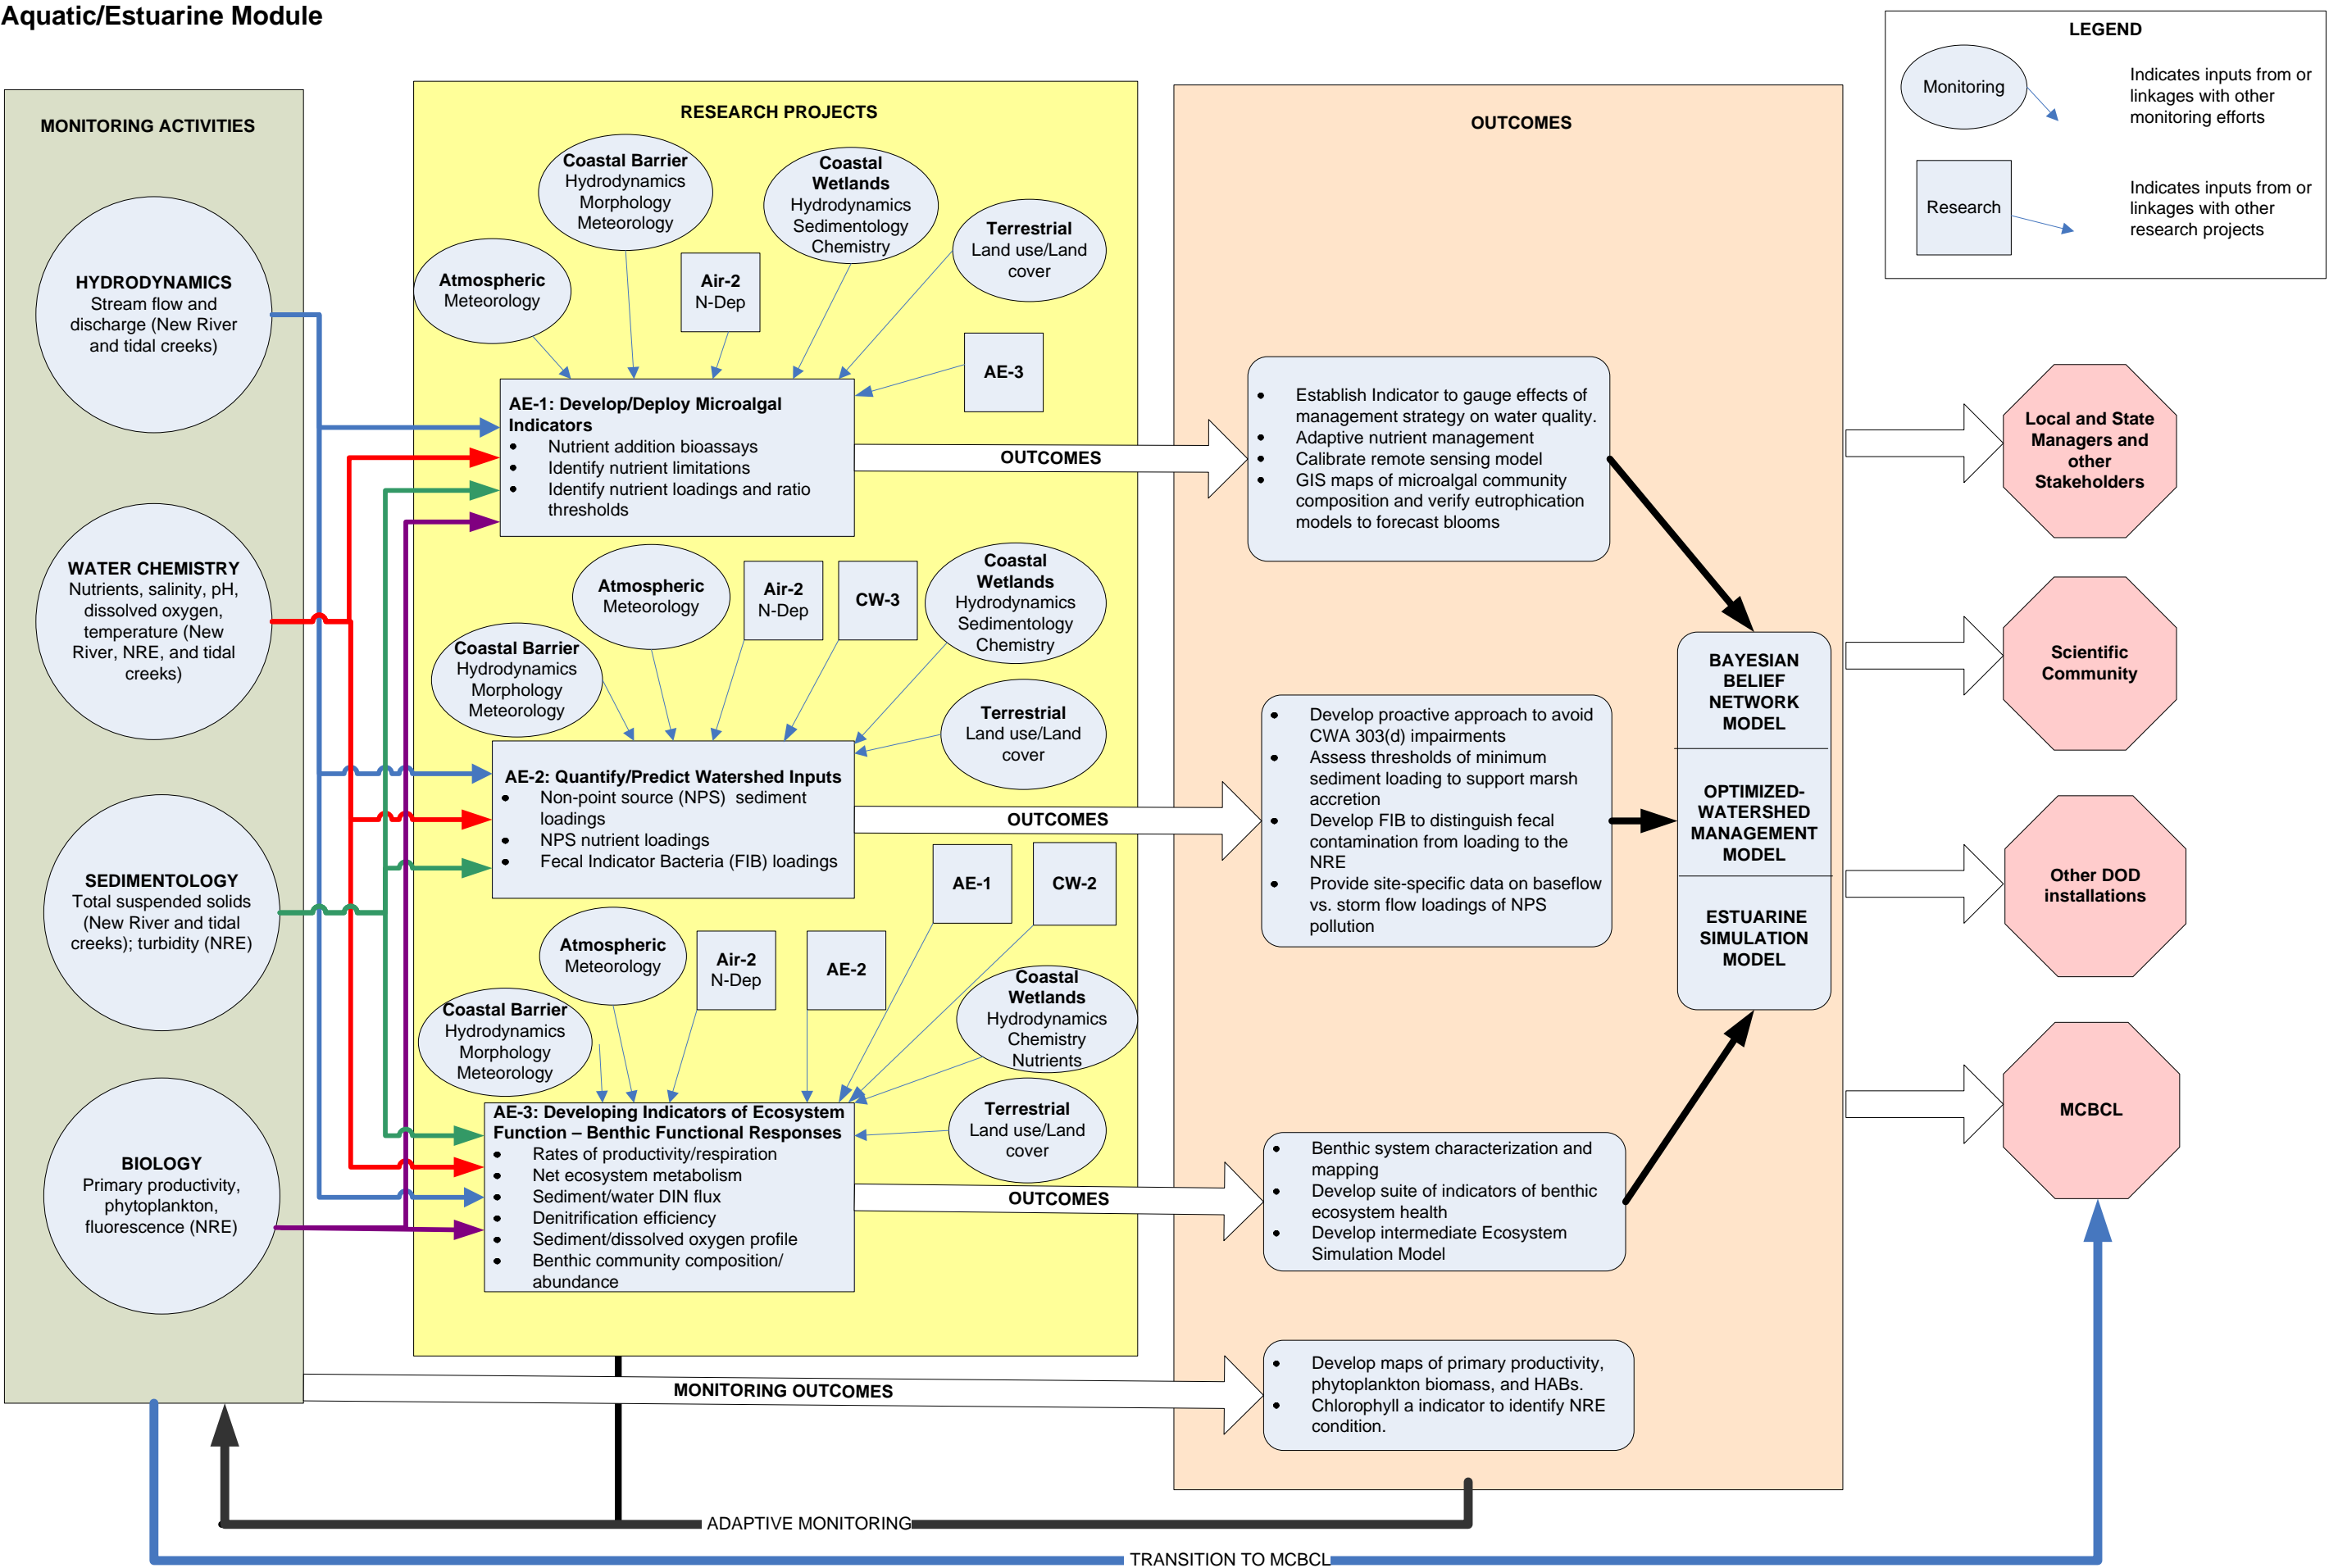 Aquatic/Estuarine Module
MONITORING ACTIVITIES
HYDRODYNAMICS
Stream flow and
discharge (New River
and tidal creeks)
WATER CHEMISTRY
Nutrients, salinity, pH,
dissolved oxygen,
temperature (New
River, NRE, and tidal
creeks)
SEDIMENTOLOGY
Total suspended solids
(New River and tidal
creeks); turbidity (NRE)
BIOLOGY
Primary productivity,
phytoplankton,
fluorescence (NRE)
RESEARCH PROJECTS
Atmospheric
Meteorology
Coastal Barrier
Hydrodynamics
Morphology
Meteorology
Air-2
N-Dep
Coastal
Wetlands
Hydrodynamics
Sedimentology
Chemistry
Terrestrial
Land use/Land
cover
AE-3
AE-1: Develop/Deploy Microalgal
Indicators
• Nutrient addition bioassays
• Identify nutrient limitations
• Identify nutrient loadings and ratio
thresholds
Coastal Barrier
Hydrodynamics
Morphology
Meteorology
Atmospheric
Meteorology
Air-2
N-Dep
CW-3
Coastal
Wetlands
Hydrodynamics
Sedimentology
Chemistry
Terrestrial
Land use/Land
cover
AE-2: Quantify/Predict Watershed Inputs
• Non-point source (NPS) sediment
loadings
• NPS nutrient loadings
• Fecal Indicator Bacteria (FIB) loadings
Coastal Barrier
Hydrodynamics
Morphology
Meteorology
Atmospheric
Meteorology
Air-2
N-Dep
AE-2
AE-1
CW-2
Coastal
Wetlands
Hydrodynamics
Chemistry
Nutrients
Terrestrial
Land use/Land
cover
AE-3: Developing Indicators of Ecosystem
Function – Benthic Functional Responses
• Rates of productivity/respiration
• Net ecosystem metabolism
• Sediment/water DIN flux
• Denitrification efficiency
• Sediment/dissolved oxygen profile
• Benthic community composition/
abundance
OUTCOMES
OUTCOMES
OUTCOMES
MONITORING OUTCOMES
OUTCOMES
• Establish Indicator to gauge effects of
management strategy on water quality.
• Adaptive nutrient management
• Calibrate remote sensing model
• GIS maps of microalgal community
composition and verify eutrophication
models to forecast blooms
• Develop proactive approach to avoid
CWA 303(d) impairments
• Assess thresholds of minimum
sediment loading to support marsh
accretion
• Develop FIB to distinguish fecal
contamination from loading to the
NRE
• Provide site-specific data on baseflow
vs. storm flow loadings of NPS
pollution
• Benthic system characterization and
mapping
• Develop suite of indicators of benthic
ecosystem health
• Develop intermediate Ecosystem
Simulation Model
• Develop maps of primary productivity,
phytoplankton biomass, and HABs.
• Chlorophyll a indicator to identify NRE
condition.
BAYESIAN
BELIEF
NETWORK
MODEL
OPTIMIZED-
WATERSHED
MANAGEMENT
MODEL
ESTUARINE
SIMULATION
MODEL
LEGEND
Monitoring
Indicates inputs from or
linkages with other
monitoring efforts
Research
Indicates inputs from or
linkages with other
research projects
Local and State
Managers and
other
Stakeholders
Scientific
Community
Other DOD
installations
MCBCL
ADAPTIVE MONITORING
TRANSITION TO MCBCL